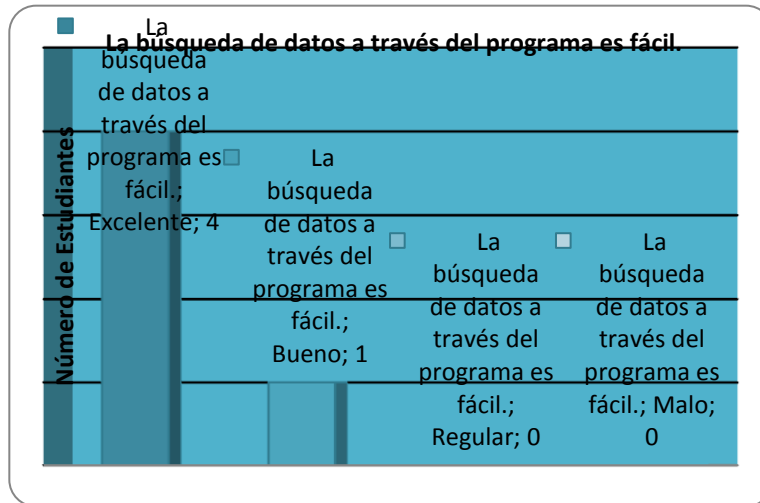 La búsqueda de datos a través del programa es fácil.
Número de Estudiantes
La
búsqueda
de datos a
través del
programa es
fácil.;
Excelente; 4
La
búsqueda
de datos a
través del
programa es
fácil.;
Bueno; 1
La
búsqueda
de datos a
través del
programa es
fácil.;
Regular; 0
La
búsqueda
de datos a
través del
programa es
fácil.; Malo;
0